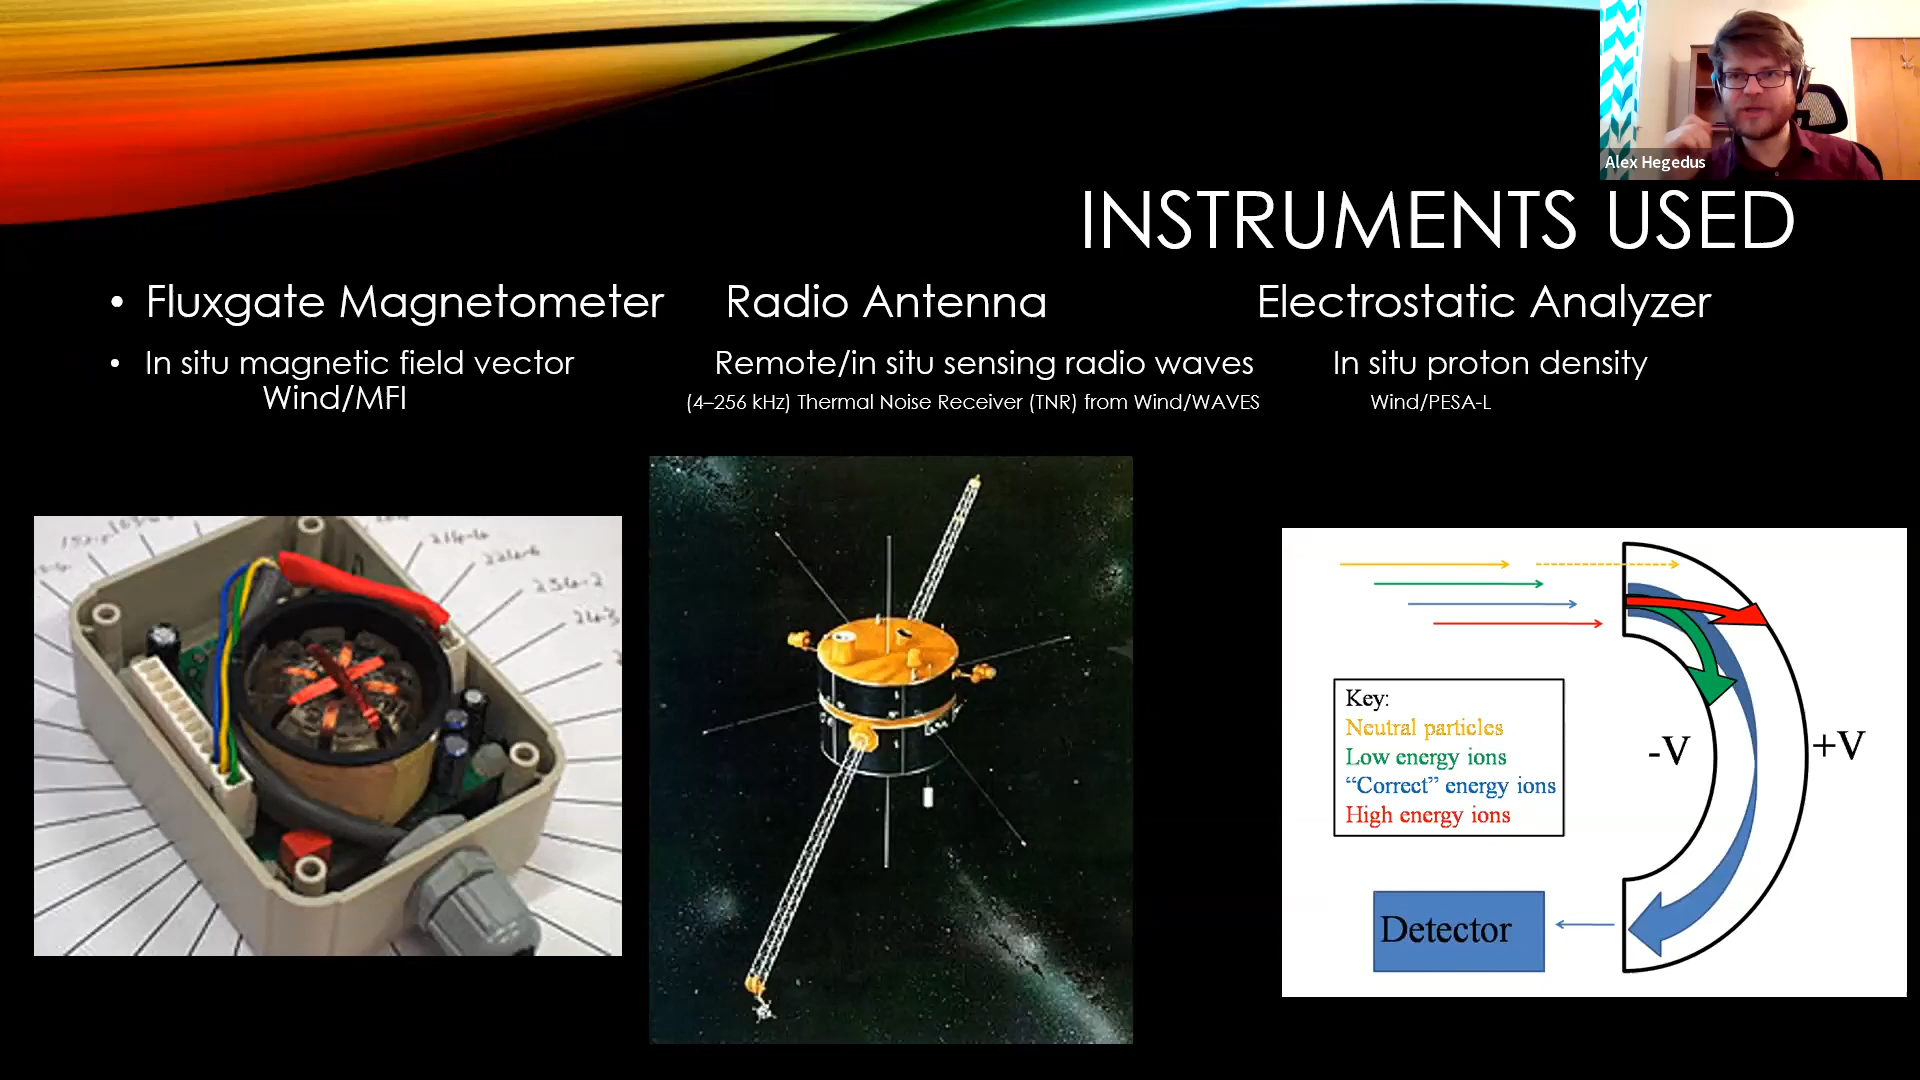 Alex Hegedus
INSTRUMENTS USED
• Fluxgate Magnetometer Radio Antenna Electrostatic Analyzer
• In situ magnetic field vector Remote/in situ sensing radio waves In situ proton density
Wind/MFI (4–256 kHz) Thermal Noise Receiver (TNR) from Wind/WAVES Wind/PESA-L
Key:
Neutral particles
Low energy ions
“Correct” energy ions
High energy ions
-V
+V
Detector